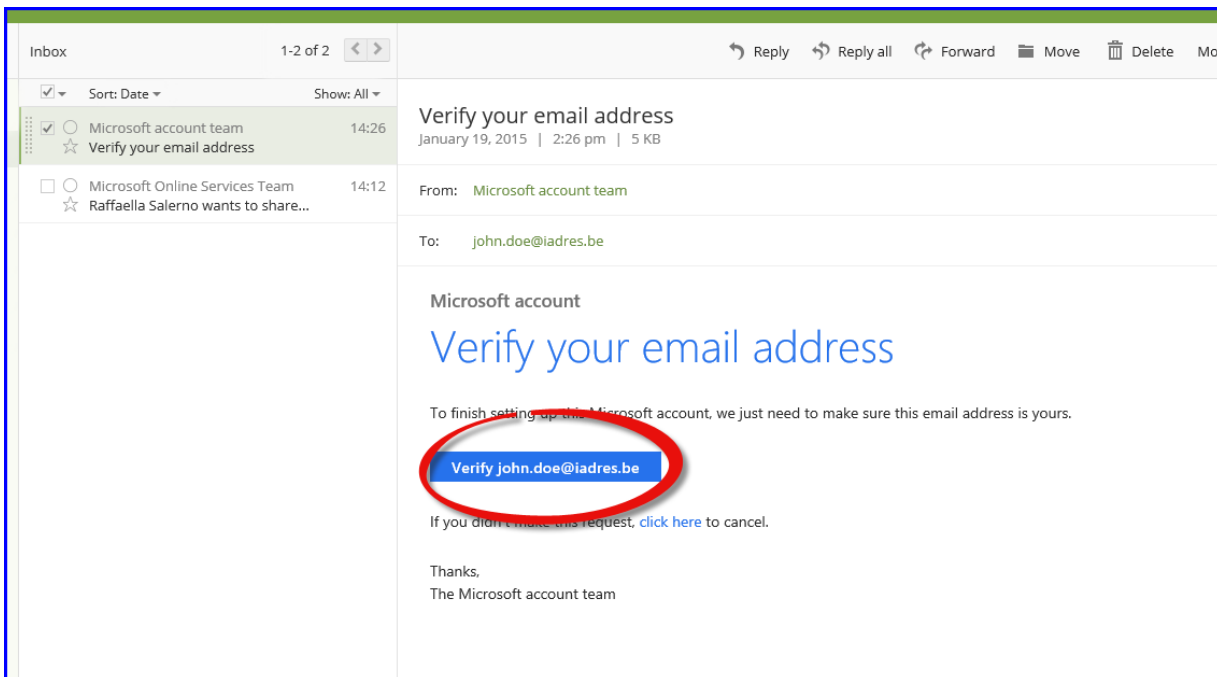 Inbox 1-2 of 2
Reply Reply all Forward Move Delete Mo
Sort: Date Show: All
Microsoft account team 14:26
Verify your email address
Microsoft Online Services Team 14:12
Raffaella Salerno wants to share...
Verify your email address
January 19, 2015 | 2:26 pm | 5 KB
From: Microsoft account team
To: john.doe@iadres.be
Microsoft account
Verify your email address
To finish setting up this Microsoft account, we just need to make sure this email address is yours.
Verify john.doe@iadres.be
If you didn't make this request, click here to cancel.
Thanks,
The Microsoft account team